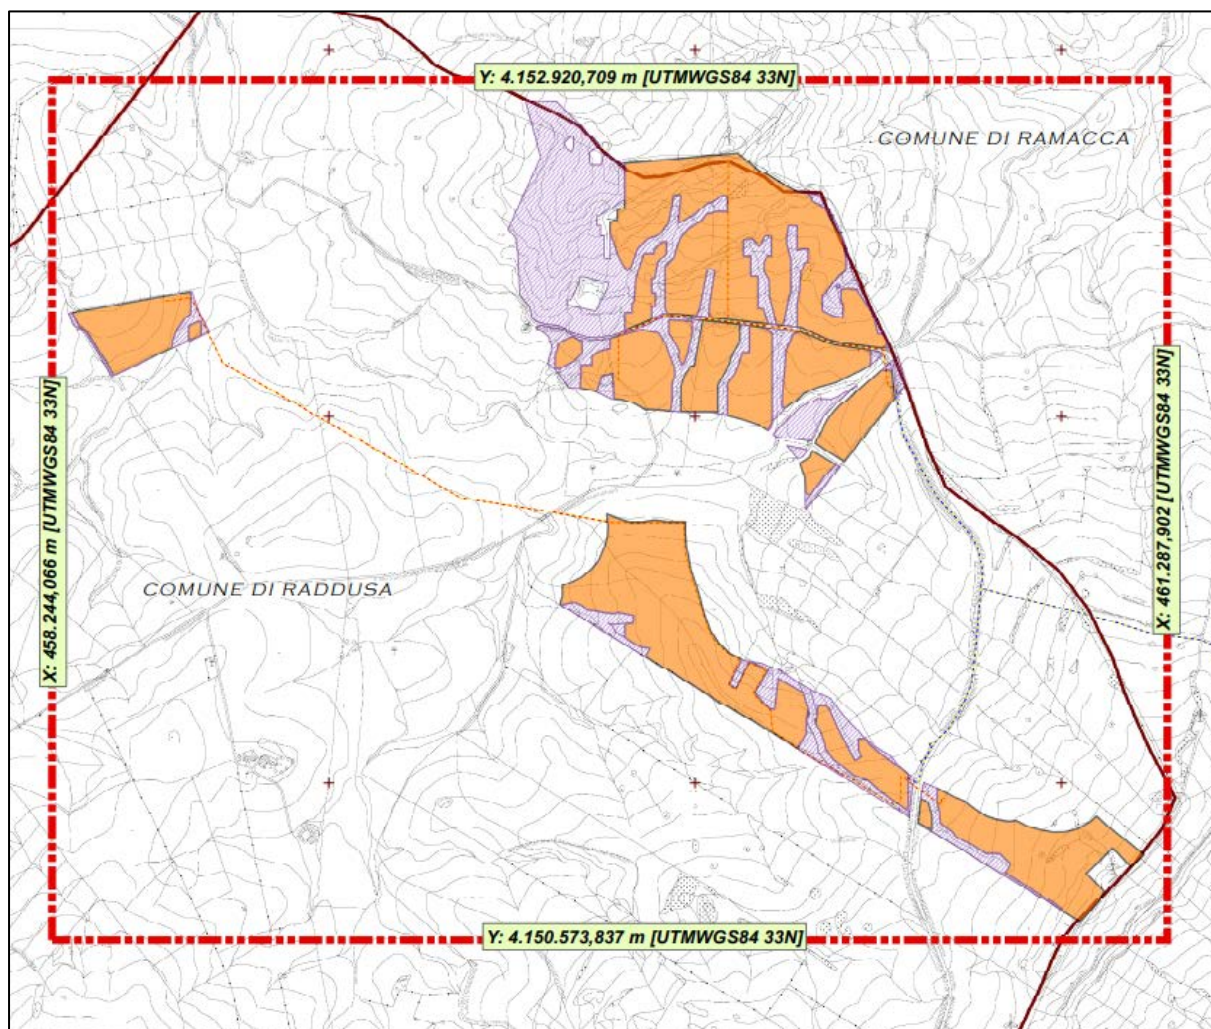 Y: 4.152.920,709 m [UTMWGS84 33N]
COMUNE DI RAMACCA
X: 458.244,066 m [UTMWGS84 33N]
X: 461.287,902 [UTMWGS84 33N]
COMUNE DI RADDUSA
Y: 4.150.573,837 m [UTMWGS84 33N]